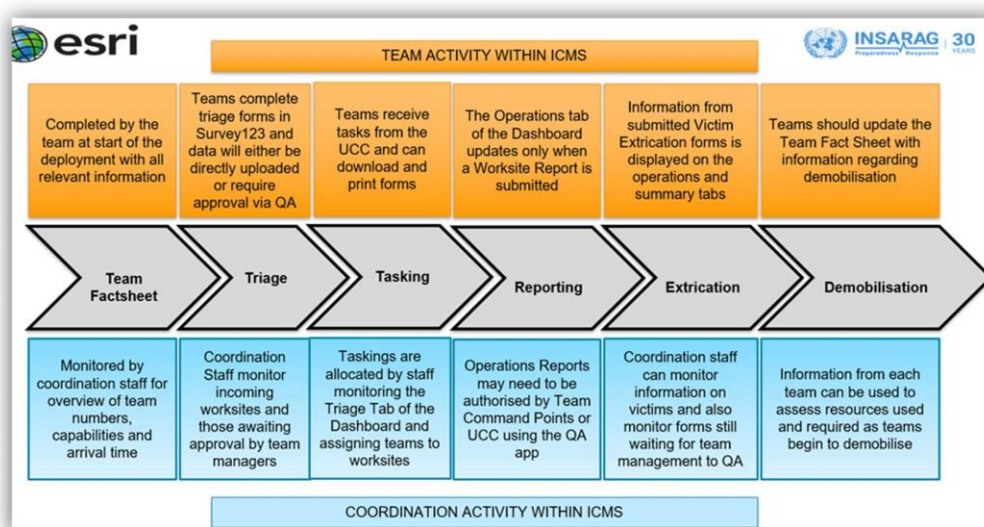 esri
TEAM ACTIVITY WITHIN ICMS
INSARAG
Preparedness Response
30
YEARS
Completed by the
team at start of the
deployment with all
relevant information
Teams complete
triage forms in
Survey123 and
data will either be
directly uploaded
or require
approval via QA
Teams receive
tasks from the
UCC and can
download and
print forms
The Operations tab
of the Dashboard
updates only when
a Worksite Report is
submitted
Information from
submitted Victim
Extrication forms is
displayed on the
operations and
summary tabs
Teams should update the
Team Fact Sheet with
information regarding
demobilisation
Team
Factsheet
Triage
Tasking
Reporting
Extrication
Demobilisation
Monitored by
coordination staff for
overview of team
numbers,
capabilities and
arrival time
Coordination
Staff monitor
incoming
worksites and
those awaiting
approval by team
managers
Taskings are
allocated by staff
monitoring the
Triage Tab of the
Dashboard and
assigning teams to
worksites
Operations Reports
may need to be
authorised by Team
Command Points or
UCC using the QA
app
Coordination staff
can monitor
information on
victims and also
monitor forms still
waiting for team
management to QA
Information from each
team can be used to
assess resources used
and required as teams
begin to demobilise
COORDINATION ACTIVITY WITHIN ICMS